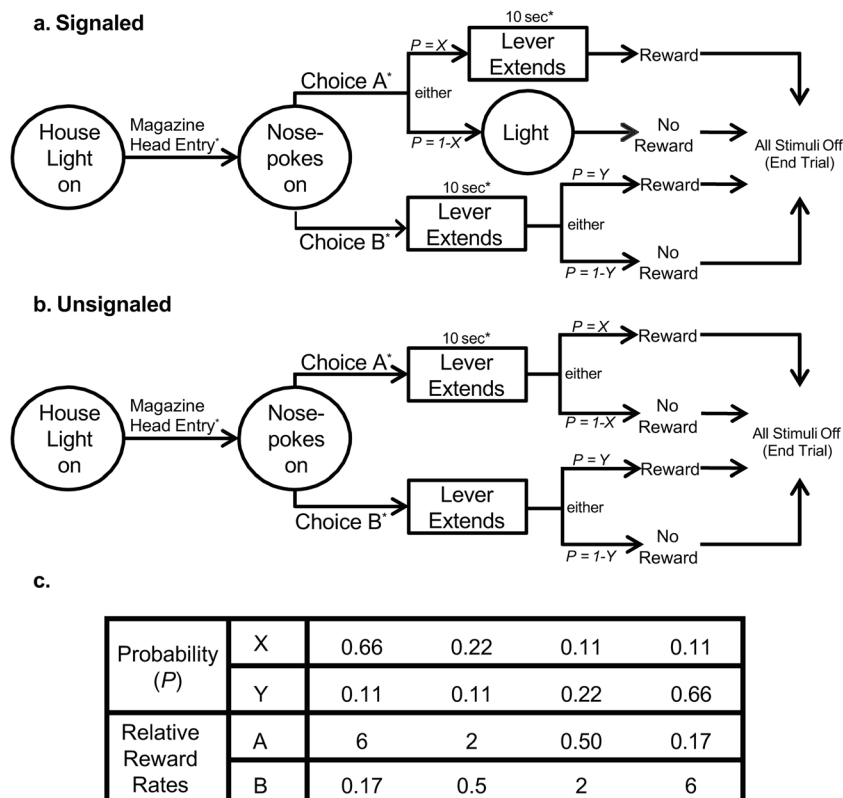 a. Signaled
10 sec*
P = X
Lever
Extends
Reward
Choice A*
either
House
Light
on
Magazine
Head Entry*
Nose-
pokes
on
P = 1-X
Light
No
Reward
All Stimuli Off
(End Trial)
10 sec*
P = Y
Reward
Choice B*
Lever
Extends
either
P = 1-Y
No
Reward
b. Unsignaled
10 sec*
P = X
Reward
Choice A*
Lever
Extends
either
House
Light
on
Magazine
Head Entry*
Nose-
pokes
on
P = 1-X
No
Reward
All Stimuli Off
(End Trial)
P = Y
Reward
Choice B*
Lever
Extends
either
P = 1-Y
No
Reward
c.
Probability
(P)
X 0.66 0.22 0.11 0.11
Y 0.11 0.11 0.22 0.66
Relative
Reward
Rates
A 6 2 0.50 0.17
B 0.17 0.5 2 6